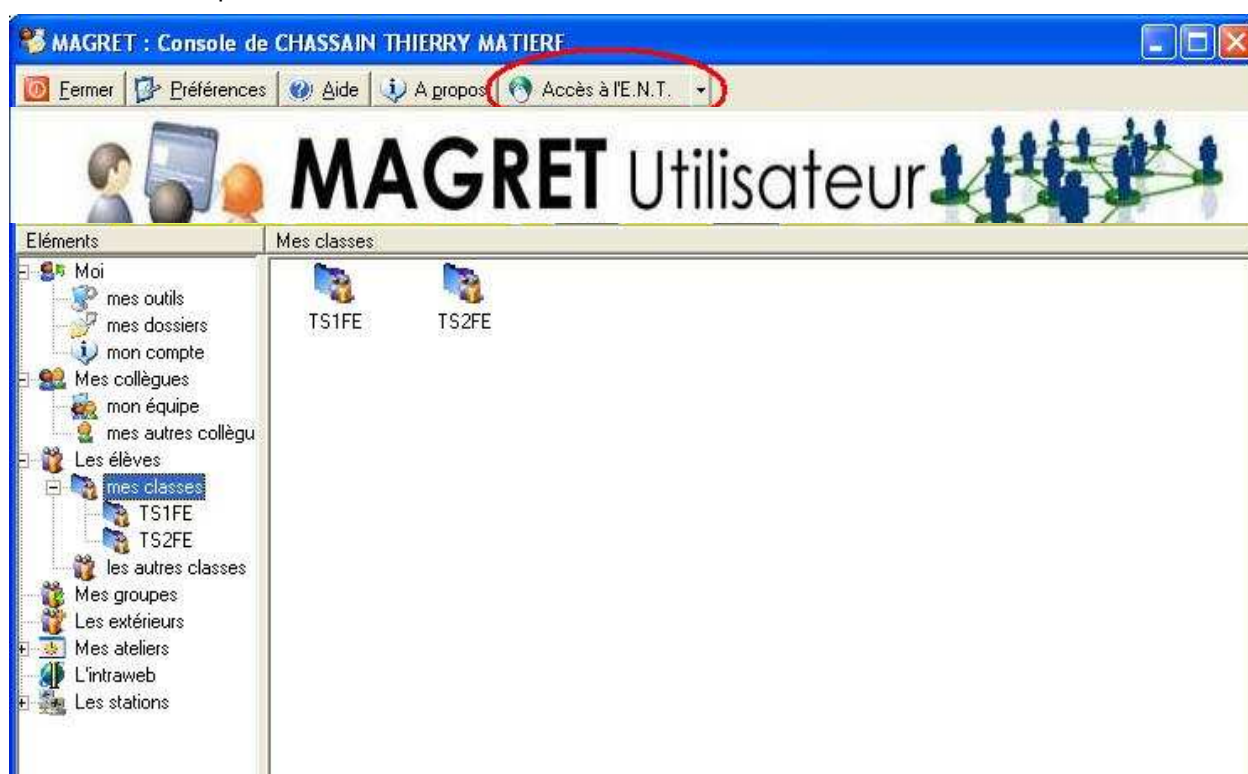 MAGRET : Console de CHASSAIN THIERRY MATIERE
Fermer Préférences Aide A propos Accès à l'E.N.T.
MAGRET Utilisateur
Eléments Mes classes
Moi
mes outils
mes dossiers
mon compte
Mes collègues
mon équipe
mes autres collègu
Les élèves
mes classes
TS1FE
TS2FE
les autres classes
Mes groupes
Les extérieurs
Mes ateliers
L'intraweb
Les stations
TS1FE TS2FE